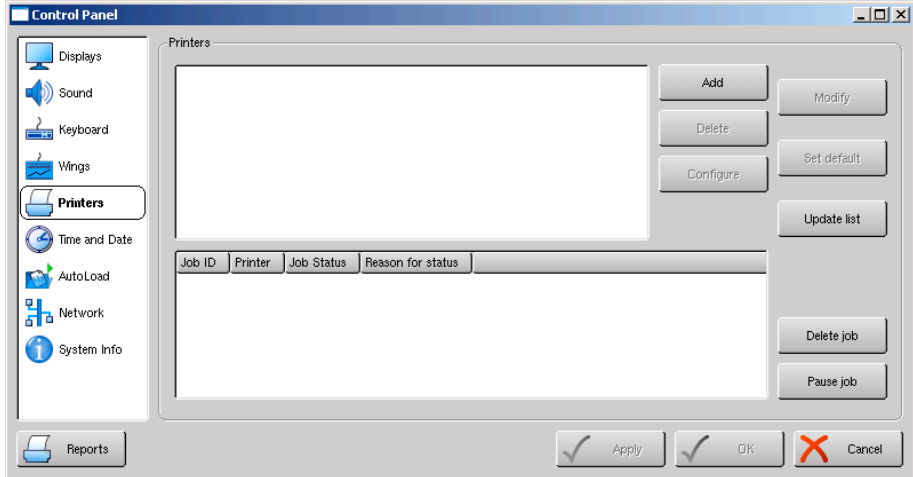 Control Panel
Displays
Sound
Keyboard
Wings
Printers
Time and Date
AutoLoad
Network
System Info
Reports
Printers
Add
Delete
Configure
Modify
Set default
Update list
Job ID Printer Job Status Reason for status
Delete job
Pause job
Apply OK Cancel